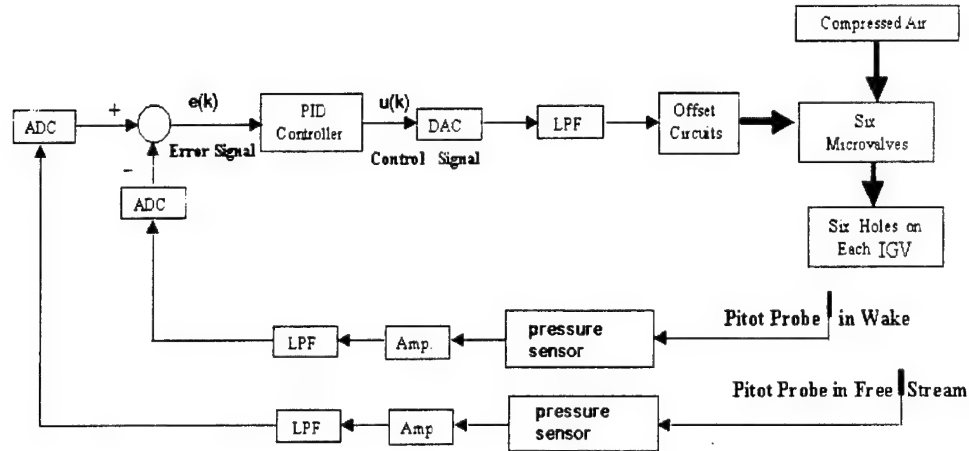 Compressed Air
ADC
+
e(k)
Error Signal
PID
Controller
u(k)
DAC
Control Signal
LPF
Offset
Circuits
Six
Microvalves
−
ADC
Six Holes on
Each IGV
Pitot Probe in Wake
LPF
Amp.
pressure
sensor
Pitot Probe in Free Stream
LPF
Amp
pressure
sensor